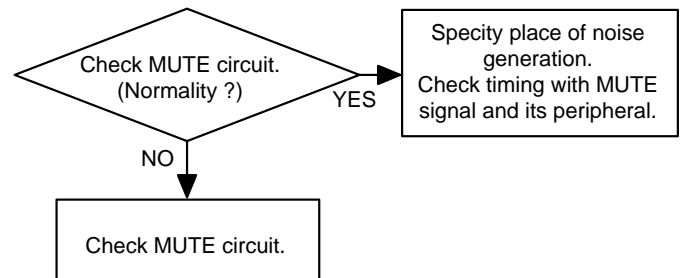 Check MUTE circuit.
(Normality ?)
YES
Specity place of noise
generation.
Check timing with MUTE
signal and its peripheral.
NO
Check MUTE circuit.